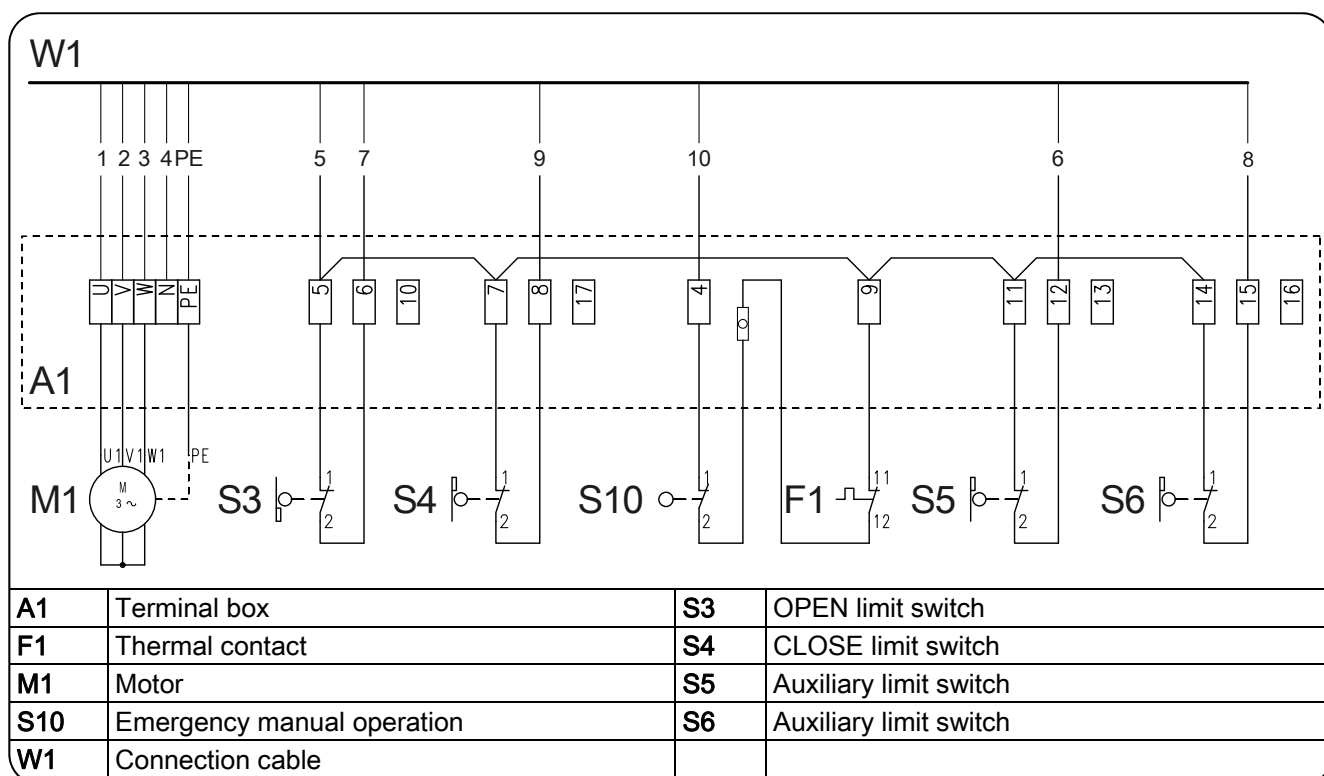 W1
1 2 3 4 PE 5 7 9 10 6 8
U V W N PE 5 6 10 7 8 17 4 9 11 12 13 14 15 16
A1
U1 V1 W1 PE
M1 M 3 ~ S3 1 2 S4 1 2 S10 1 2 F1 11 12 S5 1 2 S6 1 2
A1 Terminal box S3 OPEN limit switch
F1 Thermal contact S4 CLOSE limit switch
M1 Motor S5 Auxiliary limit switch
S10 Emergency manual operation S6 Auxiliary limit switch
W1 Connection cable